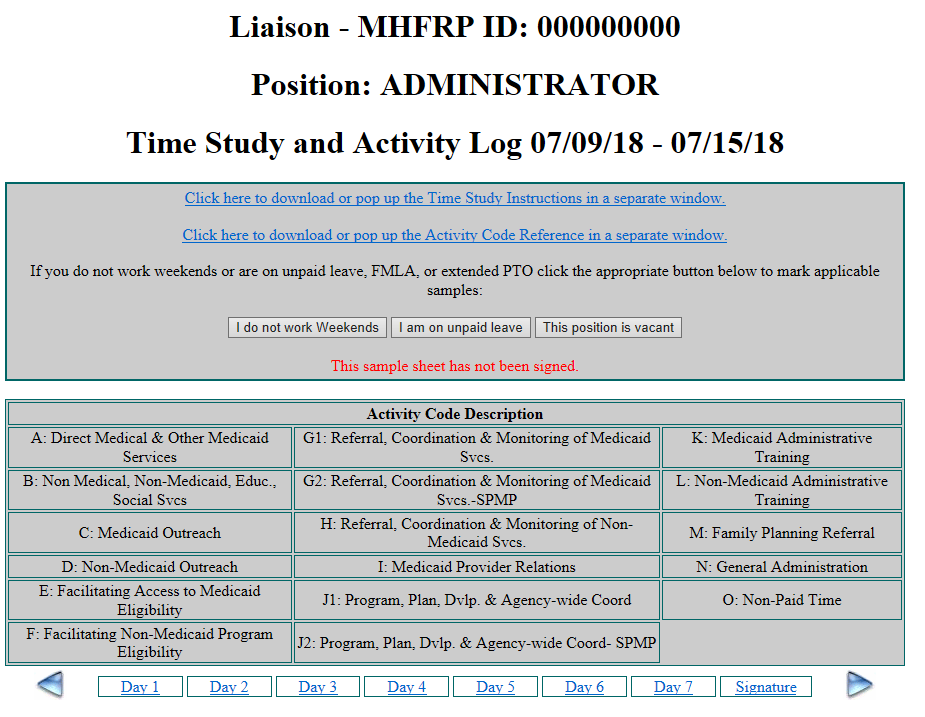 Liaison - MHFRP ID: 000000000
Position: ADMINISTRATOR
Time Study and Activity Log 07/09/18 - 07/15/18
Click here to download or pop up the Time Study Instructions in a separate window.
Click here to download or pop up the Activity Code Reference in a separate window.
If you do not work weekends or are on unpaid leave, FMLA, or extended PTO click the appropriate button below to mark applicable
samples:
I do not work Weekends I am on unpaid leave This position is vacant
This sample sheet has not been signed.
Activity Code Description
A: Direct Medical & Other Medicaid
Services
G1: Referral, Coordination & Monitoring of Medicaid
Svcs.
K: Medicaid Administrative
Training
B: Non Medical, Non-Medicaid, Educ.,
Social Svcs
G2: Referral, Coordination & Monitoring of Medicaid
Svcs.-SPMP
L: Non-Medicaid Administrative
Training
C: Medicaid Outreach
H: Referral, Coordination & Monitoring of Non-
Medicaid Svcs.
M: Family Planning Referral
D: Non-Medicaid Outreach
I: Medicaid Provider Relations
N: General Administration
E: Facilitating Access to Medicaid
Eligibility
J1: Program, Plan, Dvlp. & Agency-wide Coord
O: Non-Paid Time
F: Facilitating Non-Medicaid Program
Eligibility
J2: Program, Plan, Dvlp. & Agency-wide Coord- SPMP
Day 1 Day 2 Day 3 Day 4 Day 5 Day 6 Day 7 Signature